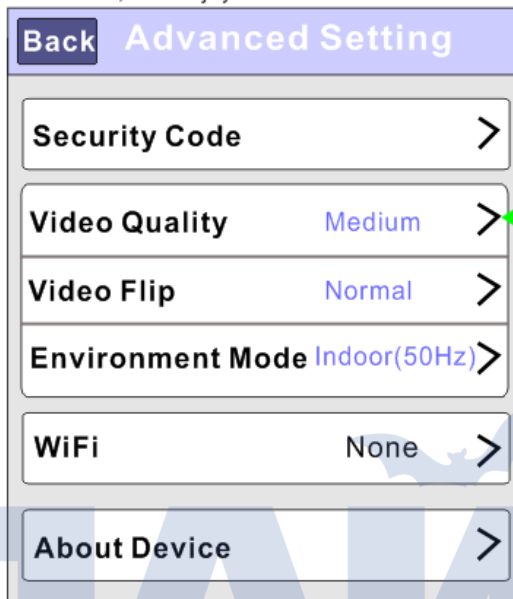 Back Advanced Setting
Security Code >
Video Quality Medium >
Video Flip Normal >
Environment Mode Indoor(50Hz) >
WiFi None >
About Device >